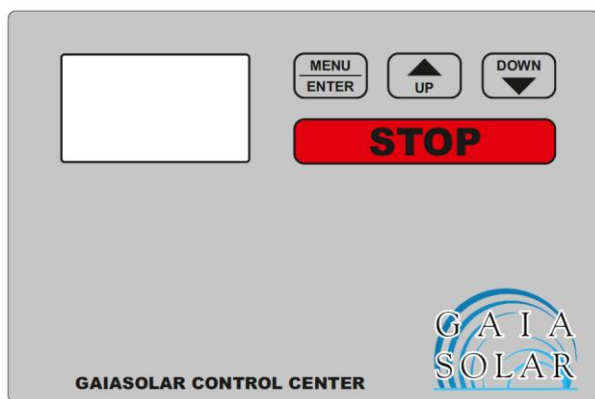 MENU
ENTER
UP
DOWN
STOP
GAIA
SOLAR
GAIASOLAR CONTROL CENTER